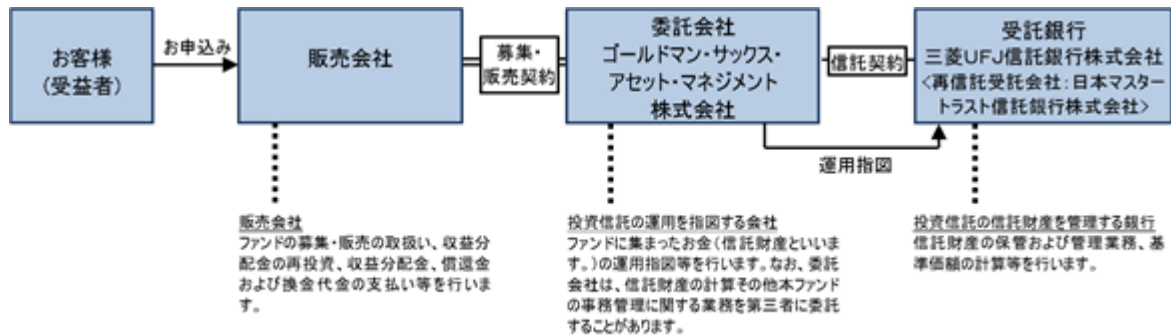 お客様
(受益者)
お申込み
販売会社
募集・
販売契約
委託会社
ゴールドマン・サックス・
アセット・マネジメント
株式会社
信託契約
受託銀行
三菱UFJ信託銀行株式会社
<再信託受託会社:日本マスター
トラスト信託銀行株式会社>
運用指図
販売会社
ファンドの募集・販売の取扱い、収益分
配金の再投資、収益分配金、償還金
および換金代金の支払い等を行いま
す。
投資信託の運用を指図する会社
ファンドに集まったお金(信託財産といいま
す。)の運用指図等を行います。なお、委託
会社は、信託財産の計算その他本ファンド
の事務管理に関する業務を第三者に委託
することがあります。
投資信託の信託財産を管理する銀行
信託財産の保管および管理業務、基
準価額の計算等を行います。